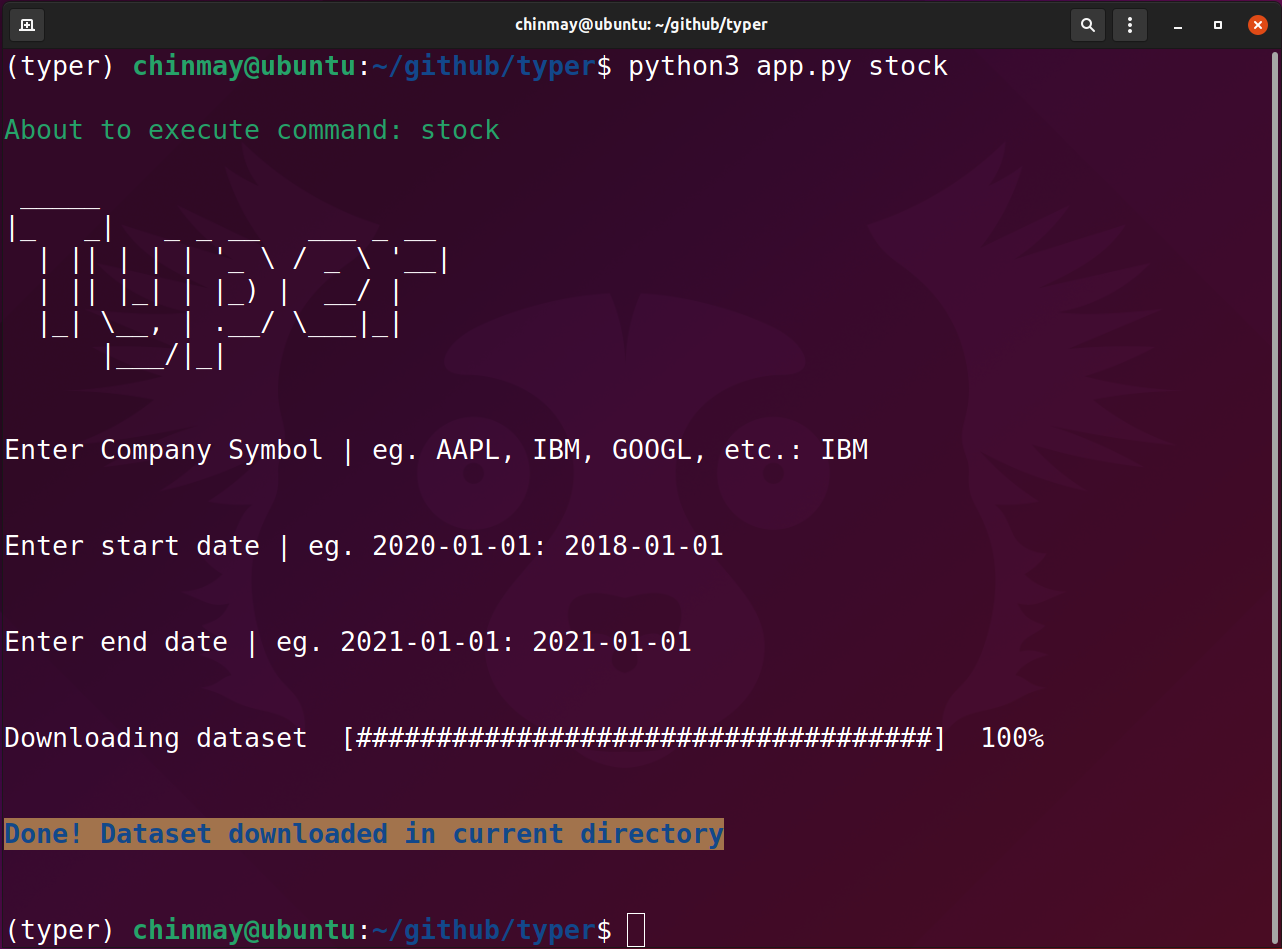 chinmay@ubuntu: ~/github/typer
(typer) chinmay@ubuntu:~/github/typer$ python3 app.py stock
About to execute command: stock
 ______
|_   _|   _ _ __   ___ _ __
  | || | | | '_ \ / _ \ '__|
  | || |_| | |_) |  __/ |
  |_| \__, | .__/ \___|_|
      |___/|_|
Enter Company Symbol | eg. AAPL, IBM, GOOGL, etc.: IBM
Enter start date | eg. 2020-01-01: 2018-01-01
Enter end date | eg. 2021-01-01: 2021-01-01
Downloading dataset  [####################################]  100%
Done! Dataset downloaded in current directory
(typer) chinmay@ubuntu:~/github/typer$